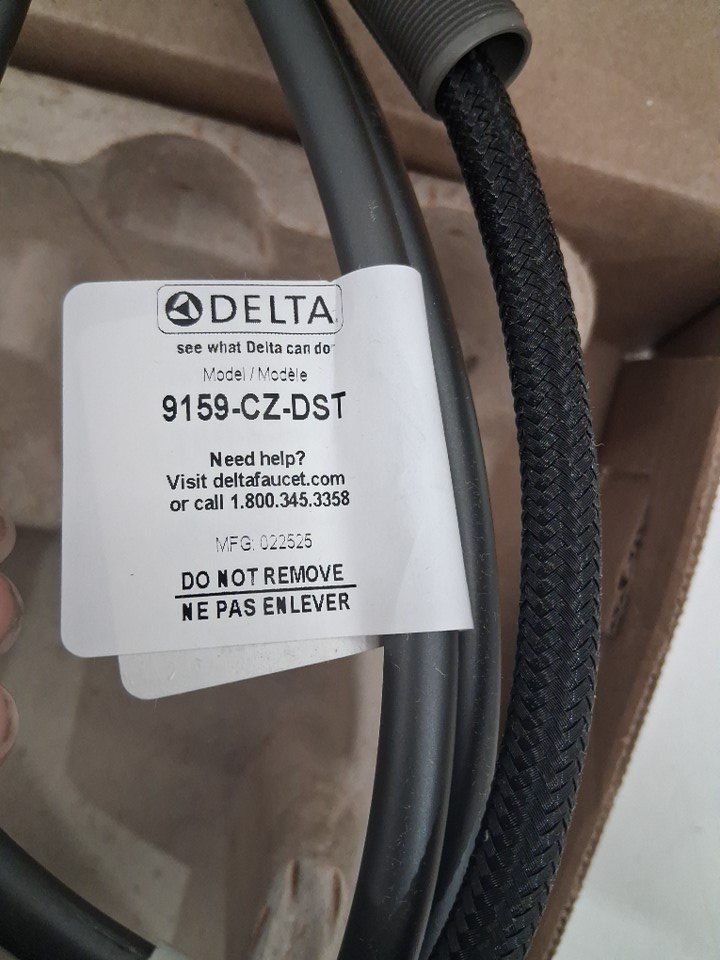 DELTA
see what Delta can do
Model / Modèle
9159-CZ-DST
Need help?
Visit deltafaucet.com
or call 1.800.345.3358
MFG: 022525
DO NOT REMOVE
NE PAS ENLEVER